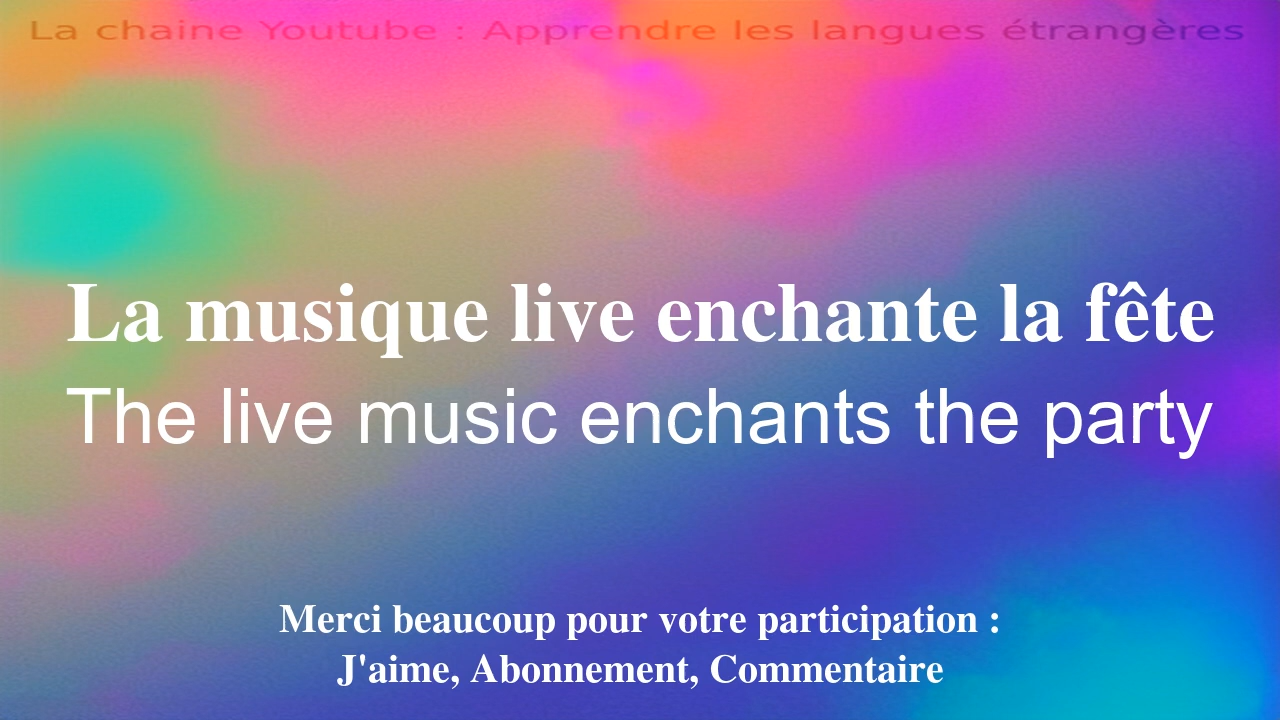 La chaine Youtube : Apprendre les langues étrangères
La musique live enchante la fête
The live music enchants the party
Merci beaucoup pour votre participation :
J'aime, Abonnement, Commentaire